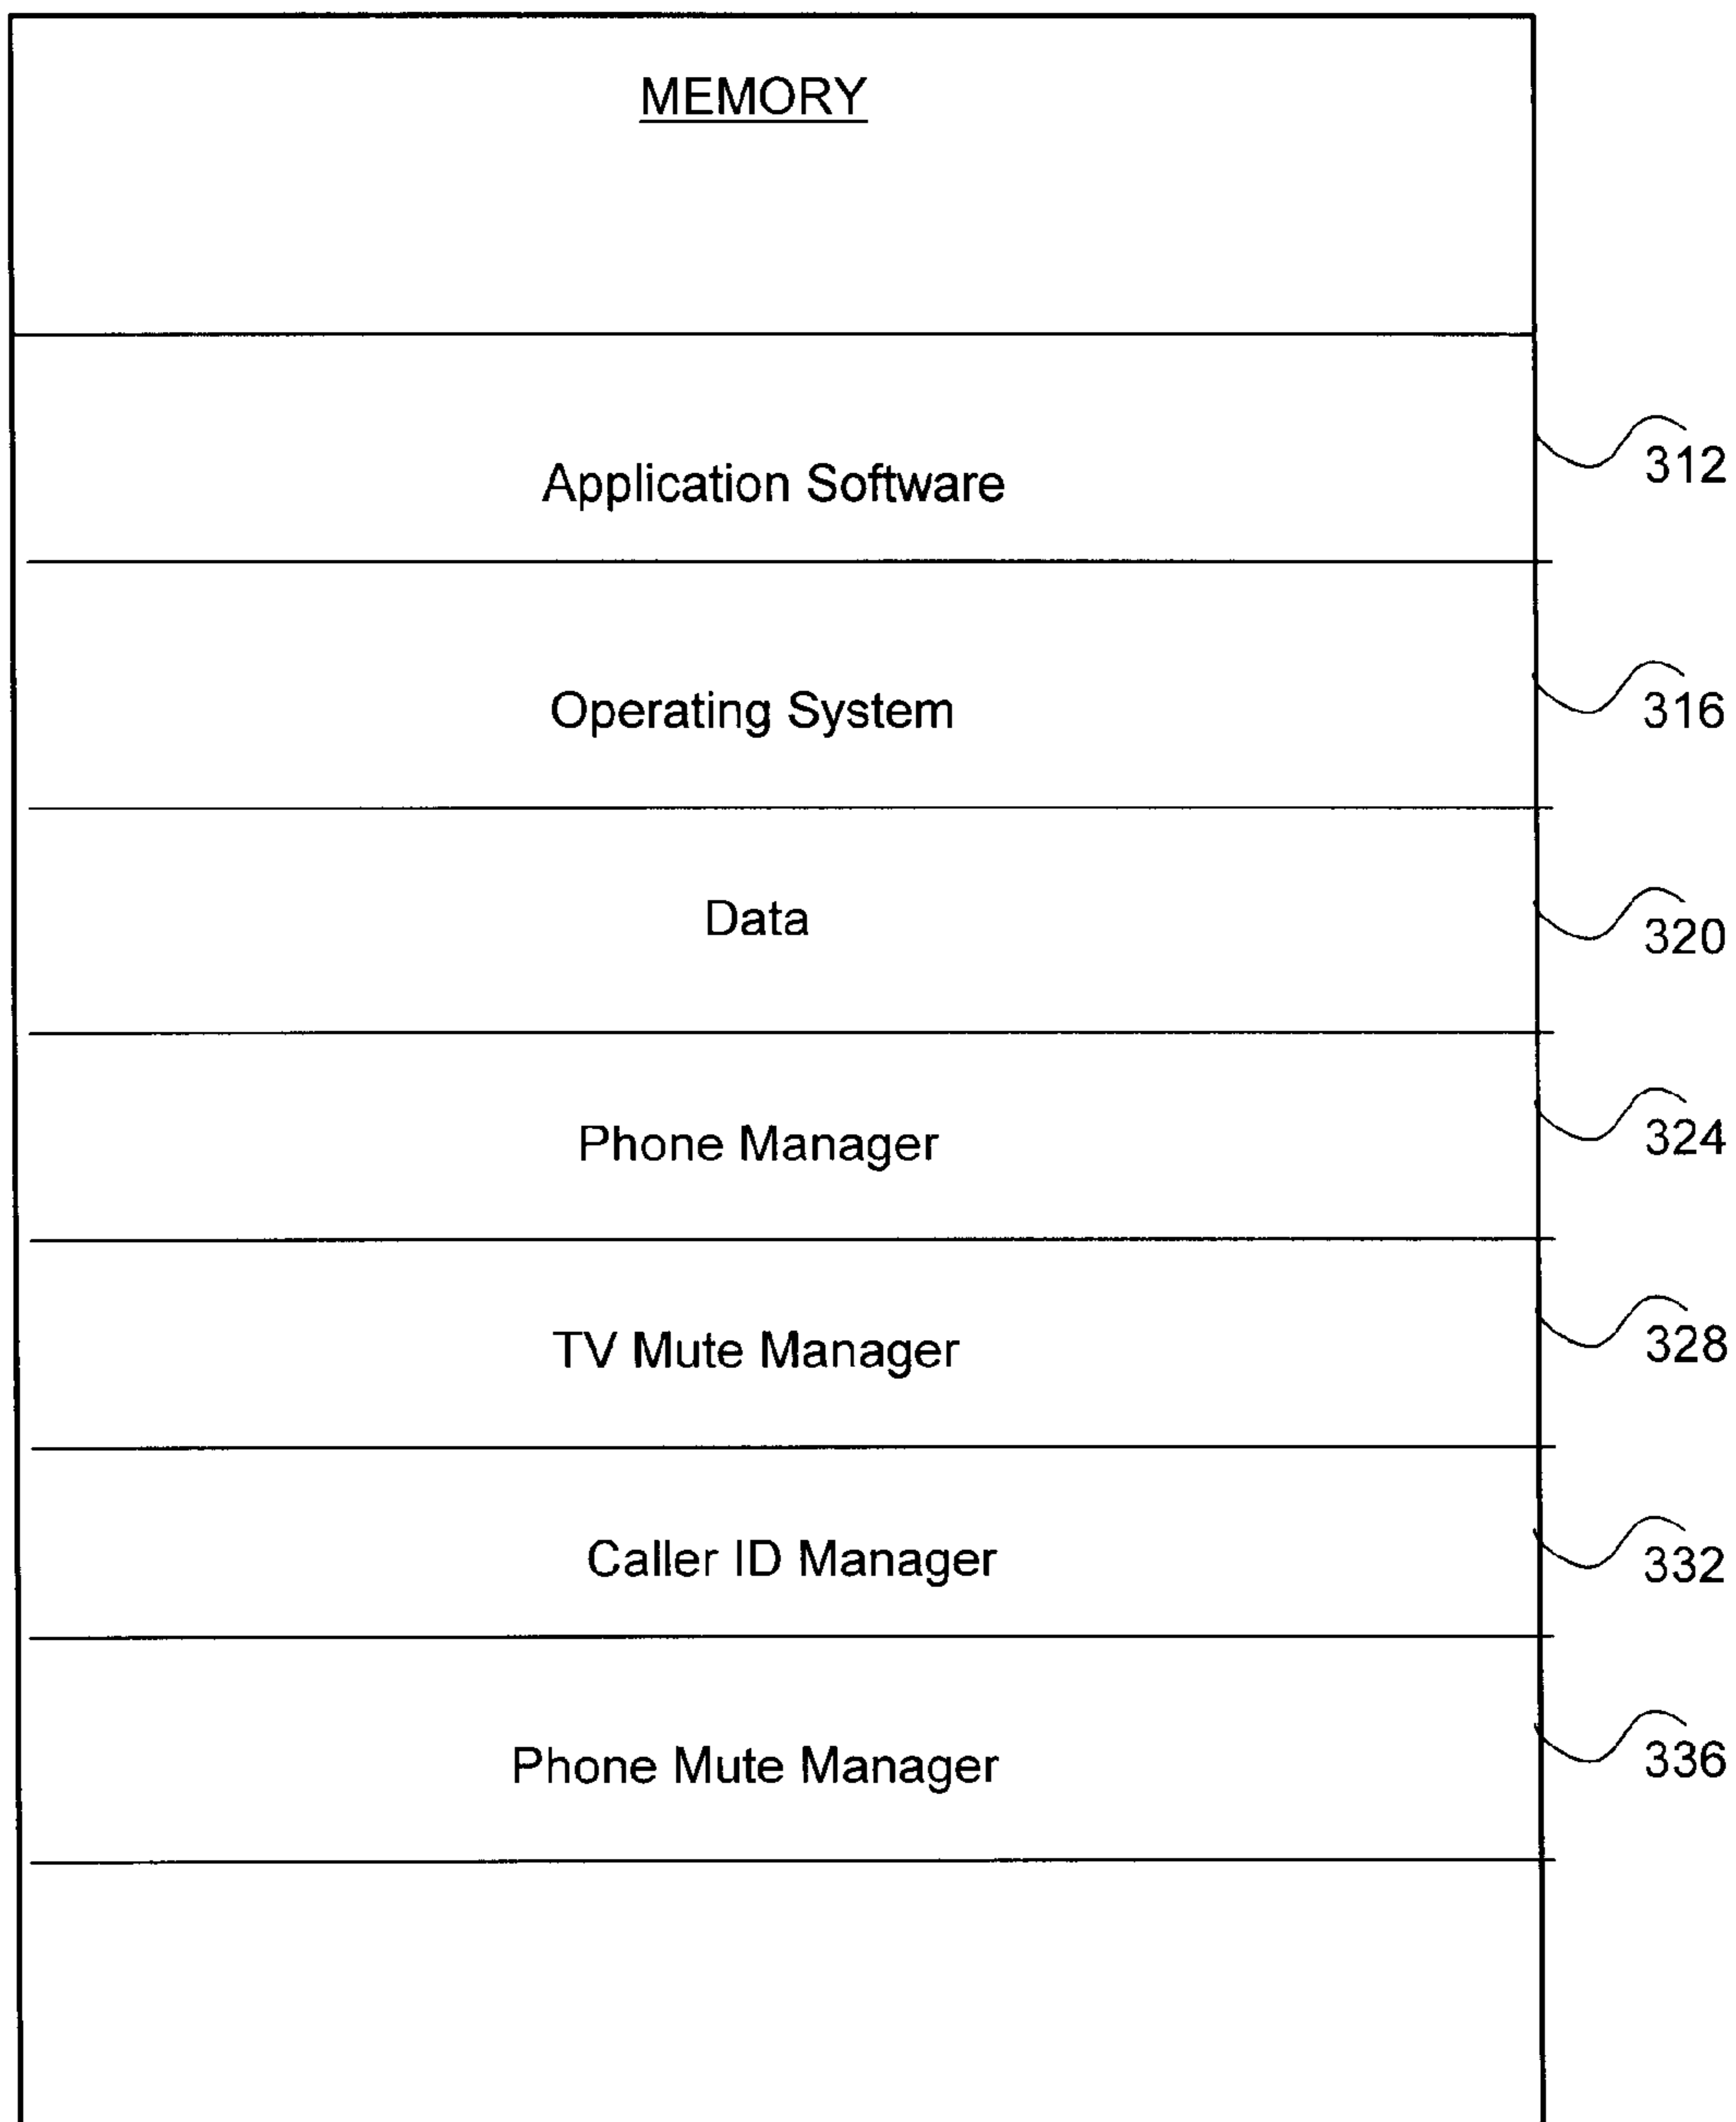 MEMORY
Application Software
312
Operating System
316
Data
320
Phone Manager
324
TV Mute Manager
328
Caller ID Manager
332
Phone Mute Manager
336